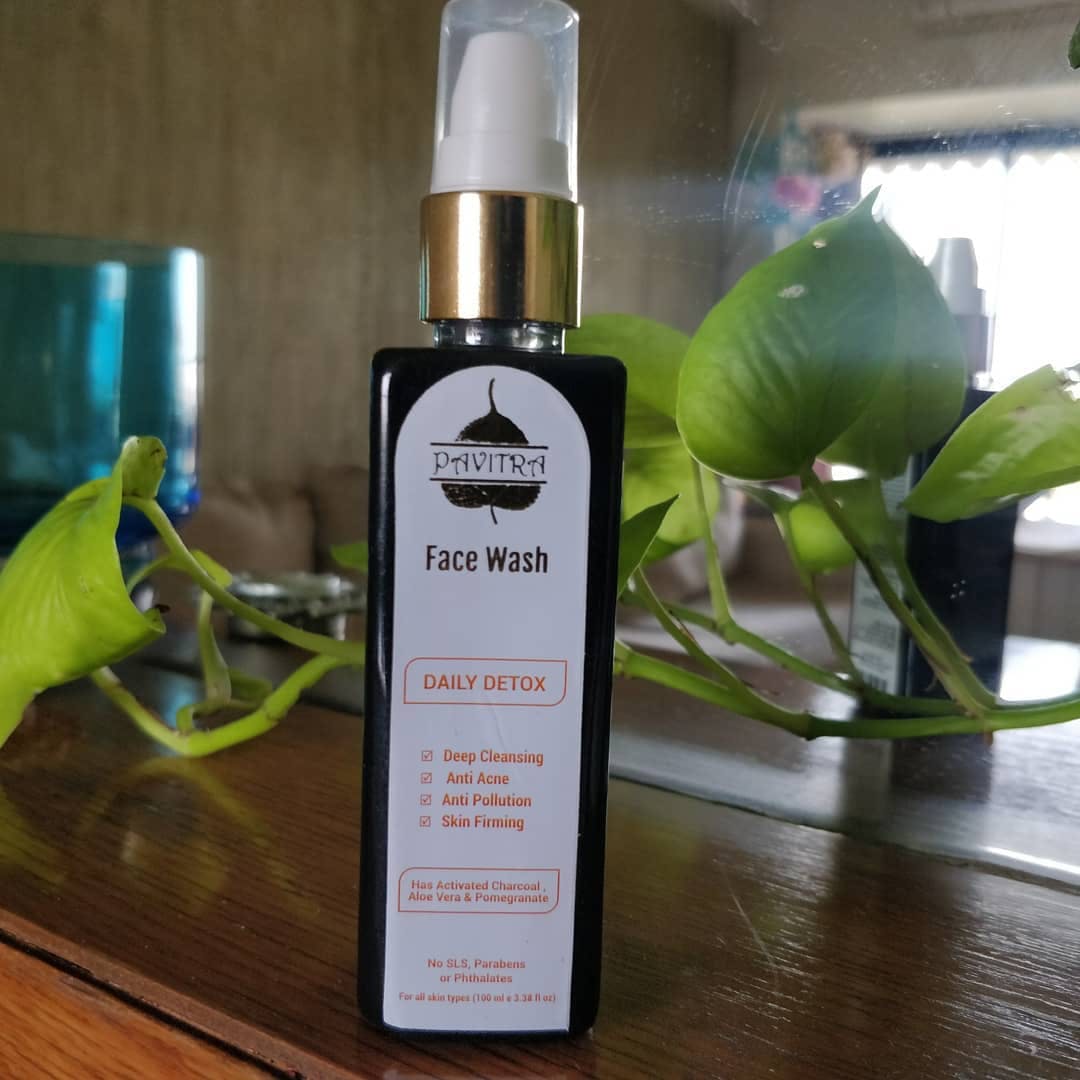 PAVITRA
Face Wash
DAILY DETOX
☑ Deep Cleansing
☑ Anti Acne
☑ Anti Pollution
☑ Skin Firming
Has Activated Charcoal ,
Aloe Vera & Pomegranate
No SLS, Parabens
or Phthalates
For all skin types (100 ml e 3.38 fl oz)